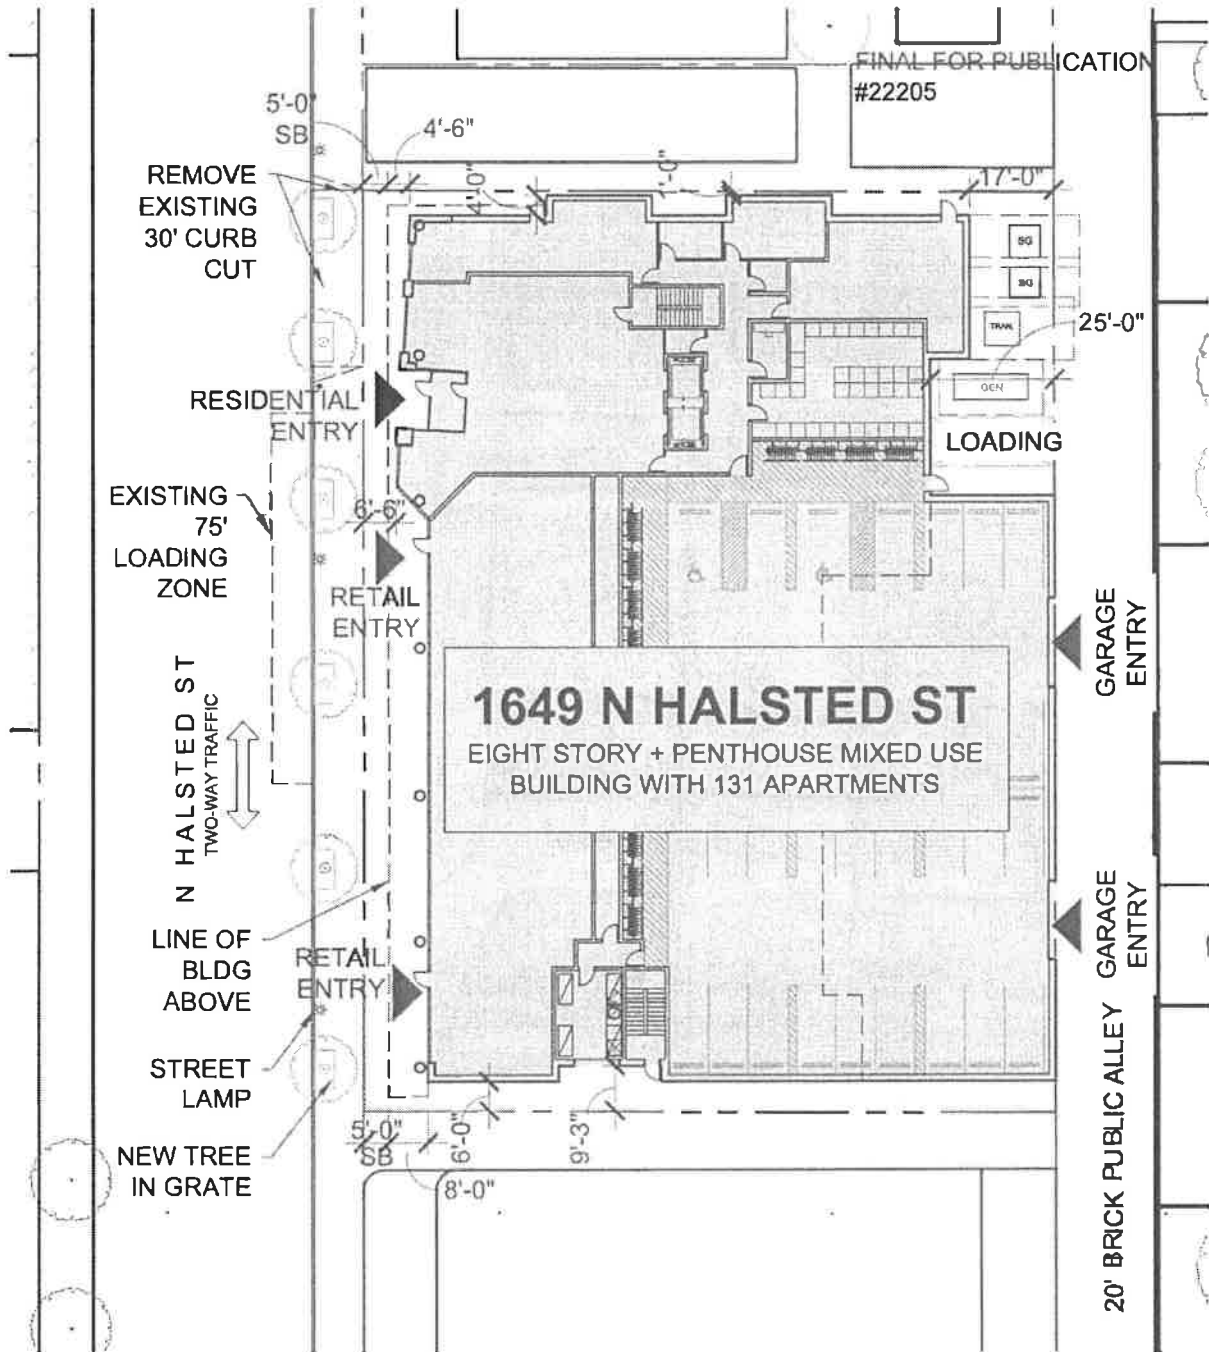 FINAL FOR PUBLICATION
#22205
5'-0"
SB
4'-6"
4'-0"
17'-0"
REMOVE
EXISTING
30' CURB
CUT
SG
SG
TRAN.
25'-0"
GEN
LOADING
RESIDENTIAL
ENTRY
EXISTING
75'
LOADING
ZONE
6'-6"
RETAIL
ENTRY
GARAGE
ENTRY
1649 N HALSTED ST
EIGHT STORY + PENTHOUSE MIXED USE
BUILDING WITH 131 APARTMENTS
N HALSTED ST
TWO-WAY TRAFFIC
GARAGE
ENTRY
LINE OF
BLDG
ABOVE
RETAIL
ENTRY
STREET
LAMP
NEW TREE
IN GRATE
5'-0"
SB
8'-0"
6'-0"
9'-3"
20' BRICK PUBLIC ALLEY